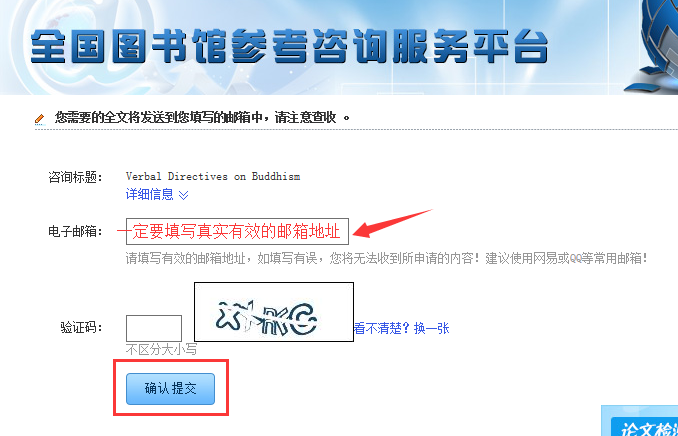 全国图书馆参考咨询服务平台
您需要的全文将发送到您填写的邮箱中，请注意查收 。
咨询标题： Verbal Directives on Buddhism
详细信息
电子邮箱： 一定要填写真实有效的邮箱地址
请填写有效的邮箱地址，如填写有误，您将无法收到所申请的内容！建议使用网易或QQ等常用邮箱！
验证码： 看不清楚？换一张
不区分大小写
确认提交
论文检测